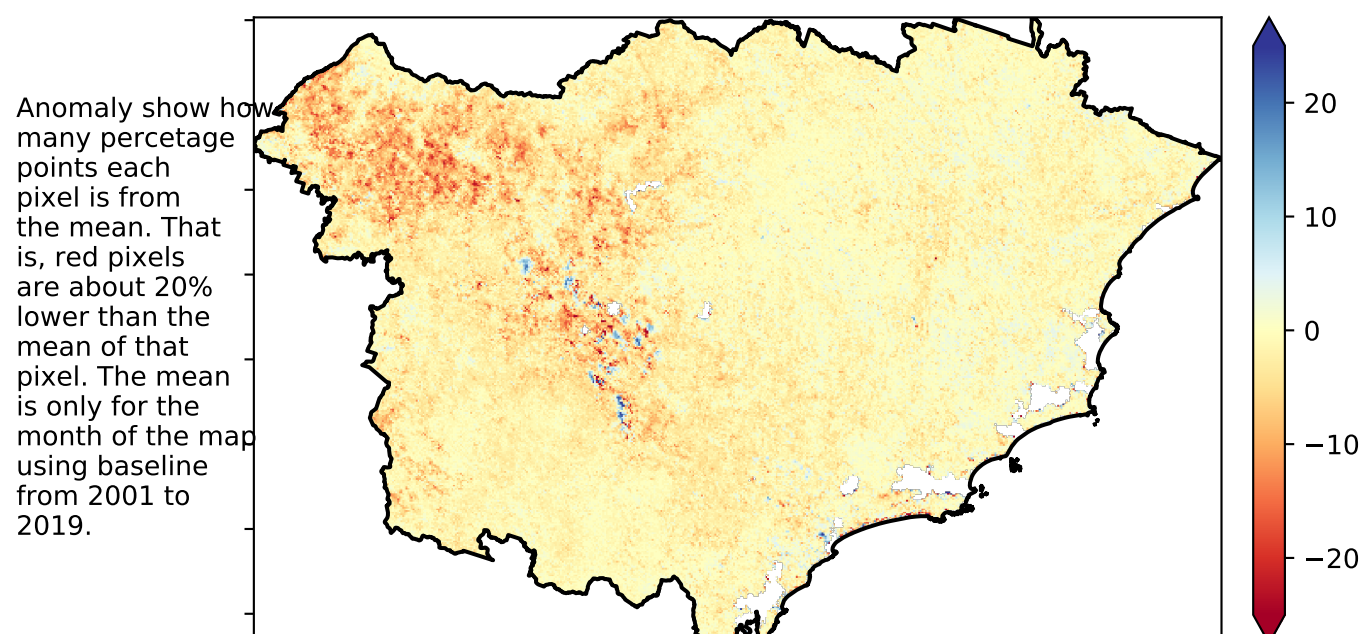 Anomaly show how
many percetage
points each
pixel is from
the mean. That
is, red pixels
are about 20%
lower than the
mean of that
pixel. The mean
is only for the
month of the map
using baseline
from 2001 to
2019.
20
10
0
−10
−20